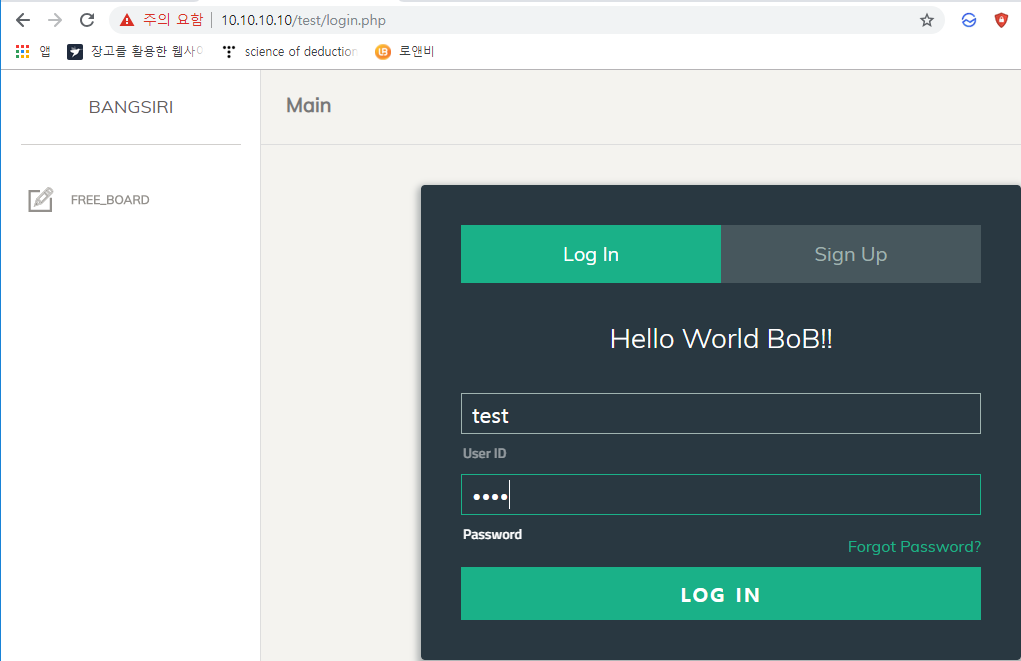 주의 요함 | 10.10.10.10/test/login.php
앱 장고를 활용한 웹사이 science of deduction 로앤비
BANGSIRI
Main
FREE_BOARD
Log In Sign Up
Hello World BoB!!
test
User ID
••••
Password
Forgot Password?
LOG IN